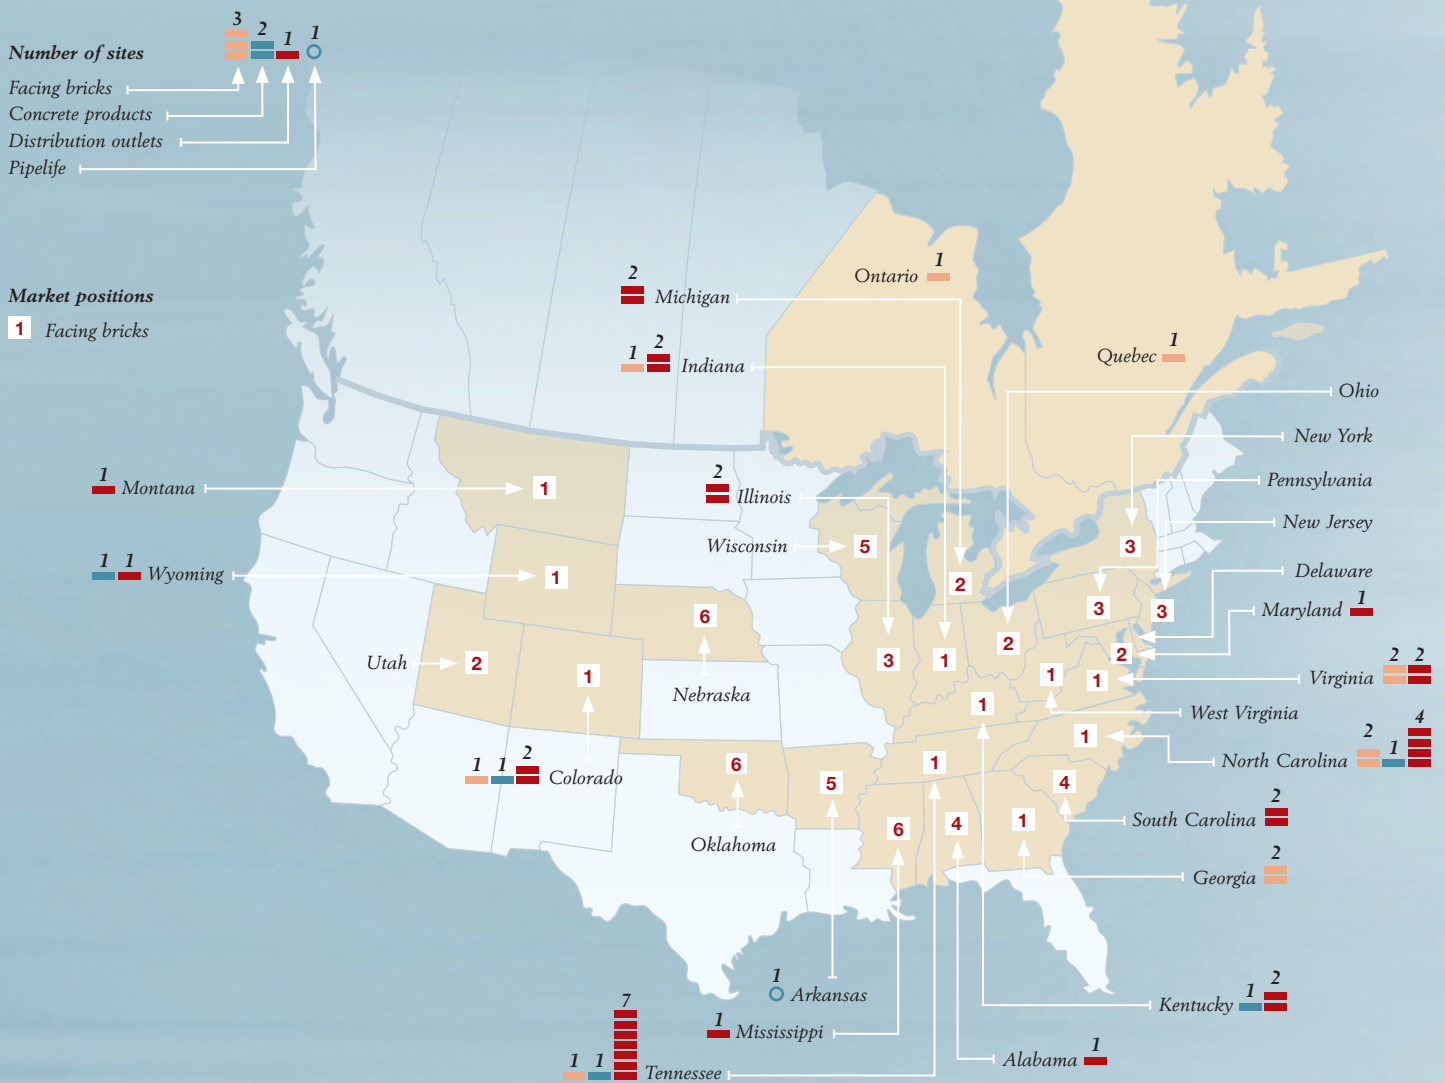 3 2 1 1
Number of sites
Facing bricks
Concrete products
Distribution outlets
Pipelife
Market positions
1 Facing bricks
1
Ontario
2
Michigan
1
Quebec
1 2
Indiana
Ohio
New York
Pennsylvania
New Jersey
Delaware
1
Maryland
2 2
Virginia
West Virginia
2 1 4
North Carolina
2
South Carolina
2
Georgia
1 2
Kentucky
1
Alabama
1
Montana
1 1
Wyoming
2
Illinois
Wisconsin
Utah
Nebraska
1 1 2
Colorado
Oklahoma
1
Arkansas
1
Mississippi
1 1 7
Tennessee
1
5
3
1
2
6
3
3
2
2
1
3
1
2
1
1
1
1
6
5
1
4
6
4
1